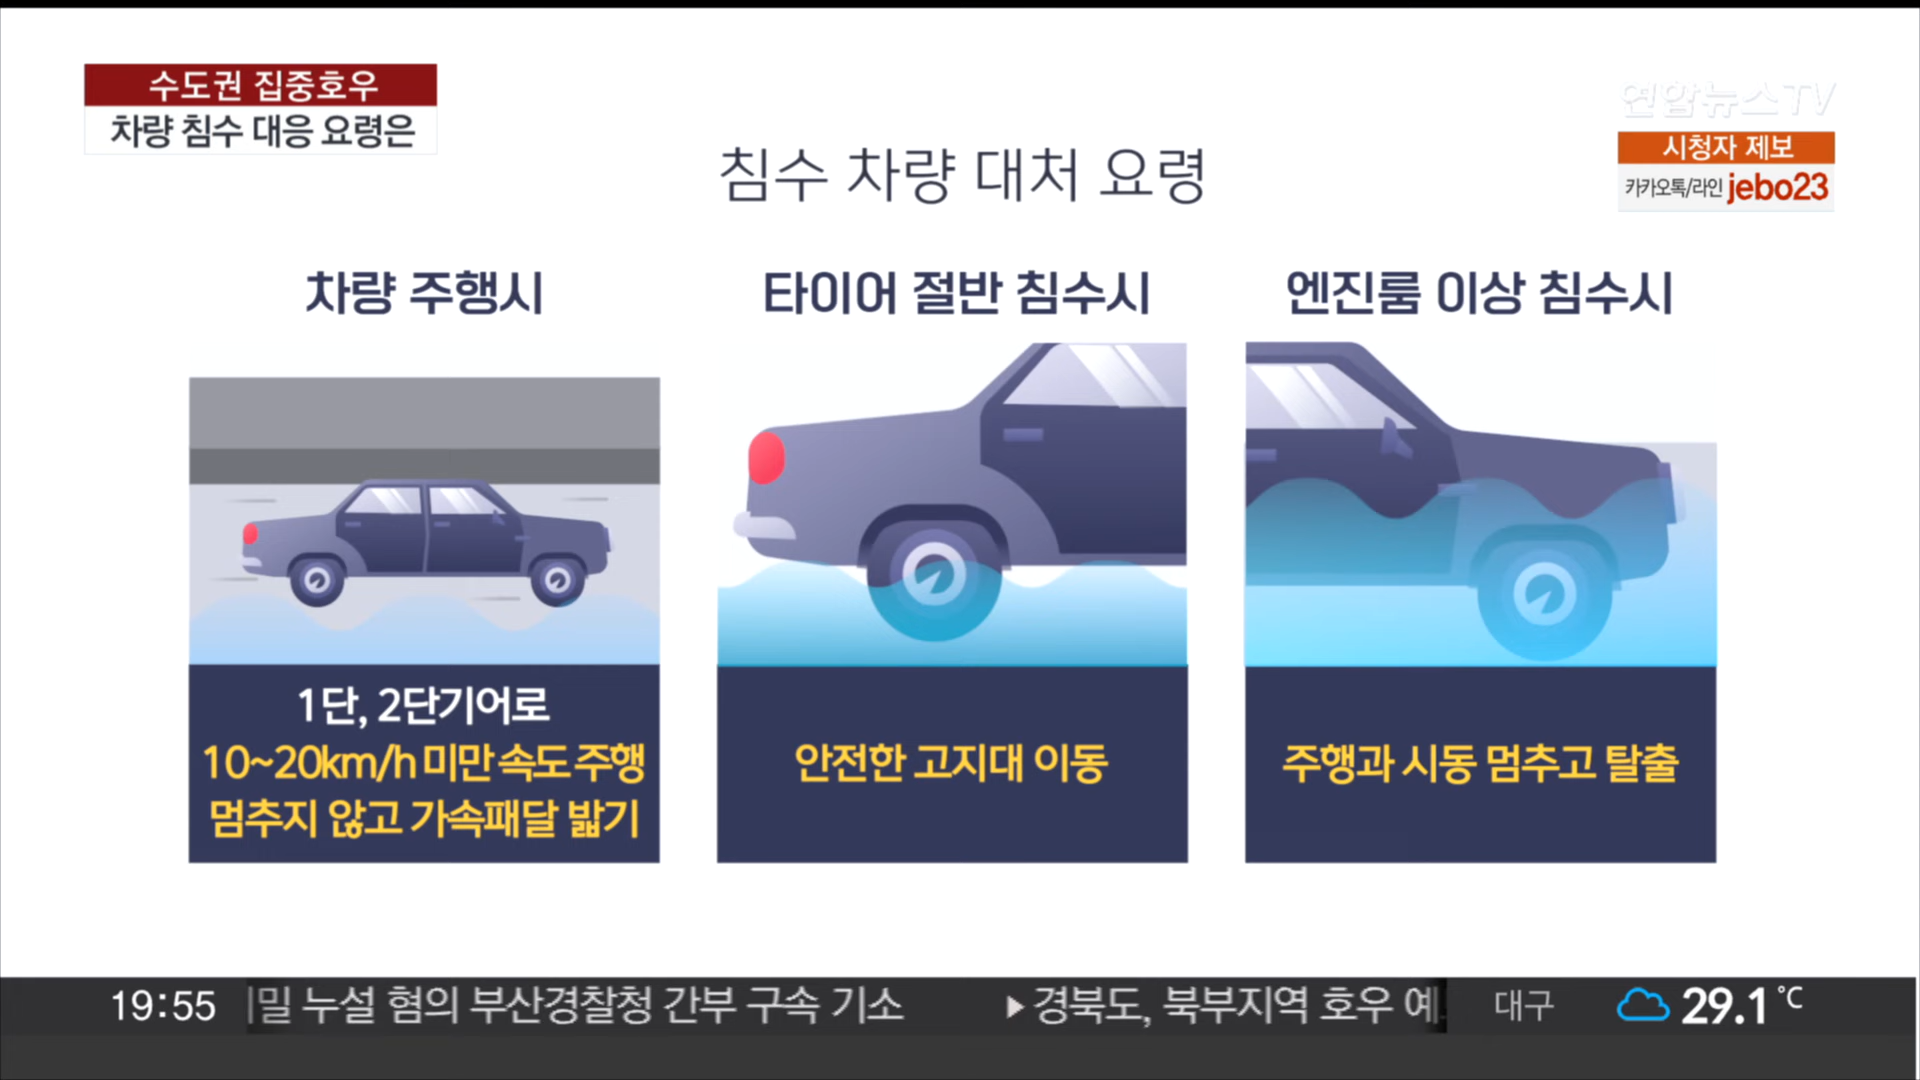 수도권 집중호우
차량 침수 대응 요령은
연합뉴스TV
시청자 제보
카카오톡/라인 jebo23
침수 차량 대처 요령
차량 주행시
1단, 2단기어로
10~20km/h 미만 속도 주행
멈추지 않고 가속패달 밟기
타이어 절반 침수시
안전한 고지대 이동
엔진룸 이상 침수시
주행과 시동 멈추고 탈출
19:55 밀 누설 혐의 부산경찰청 간부 구속 기소 ▶경북도, 북부지역 호우 예 대구 29.1℃